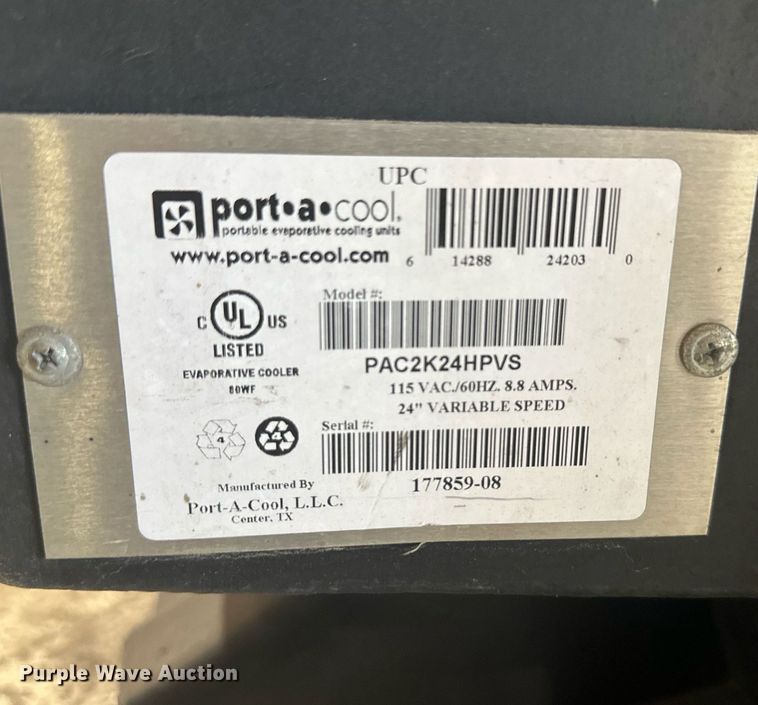 UPC
port•a•cool.
portable evaporative cooling units
www.port-a-cool.com
6 14288 24203 0
Model #:
C UL US
LISTED
EVAPORATIVE COOLER
80WF
PAC2K24HPVS
115 VAC./60HZ. 8.8 AMPS.
24" VARIABLE SPEED
Serial #:
4
4
177859-08
Manufactured By
Port-A-Cool, L.L.C.
Center, TX
Purple Wave Auction